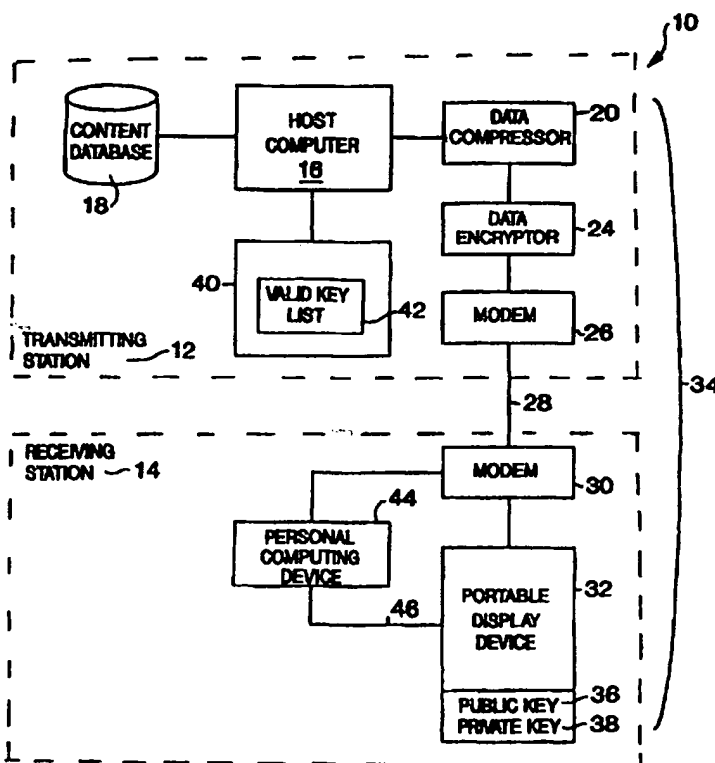 10
CONTENT
DATABASE
18
HOST
COMPUTER
16
DATA
COMPRESSOR
20
DATA
ENCRYPTOR
24
40
VALID KEY
LIST
42
MODEM
26
TRANSMITTING
STATION 12
28
34
RECEIVING
STATION 14
MODEM
30
44
PERSONAL
COMPUTING
DEVICE
46
PORTABLE
DISPLAY
DEVICE
32
PUBLIC KEY 36
PRIVATE KEY 38